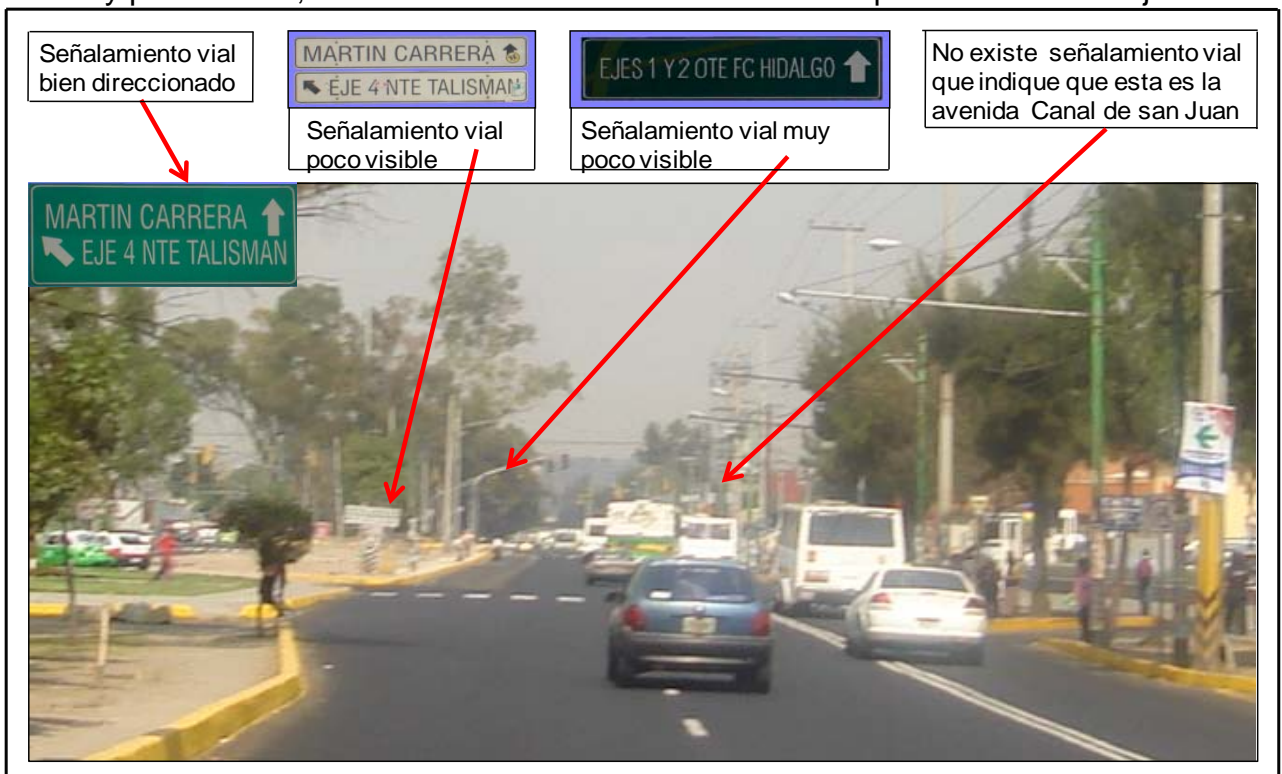 Señalamiento vial
bien direccionado
MARTIN CARRERA
EJE 4 NTE TALISMAN
Señalamiento vial
poco visible
EJES 1 Y 2 OTE FC HIDALGO
Señalamiento vial muy
poco visible
No existe señalamiento vial
que indique que esta es la
avenida Canal de san Juan
MARTIN CARRERA
EJE 4 NTE TALISMAN